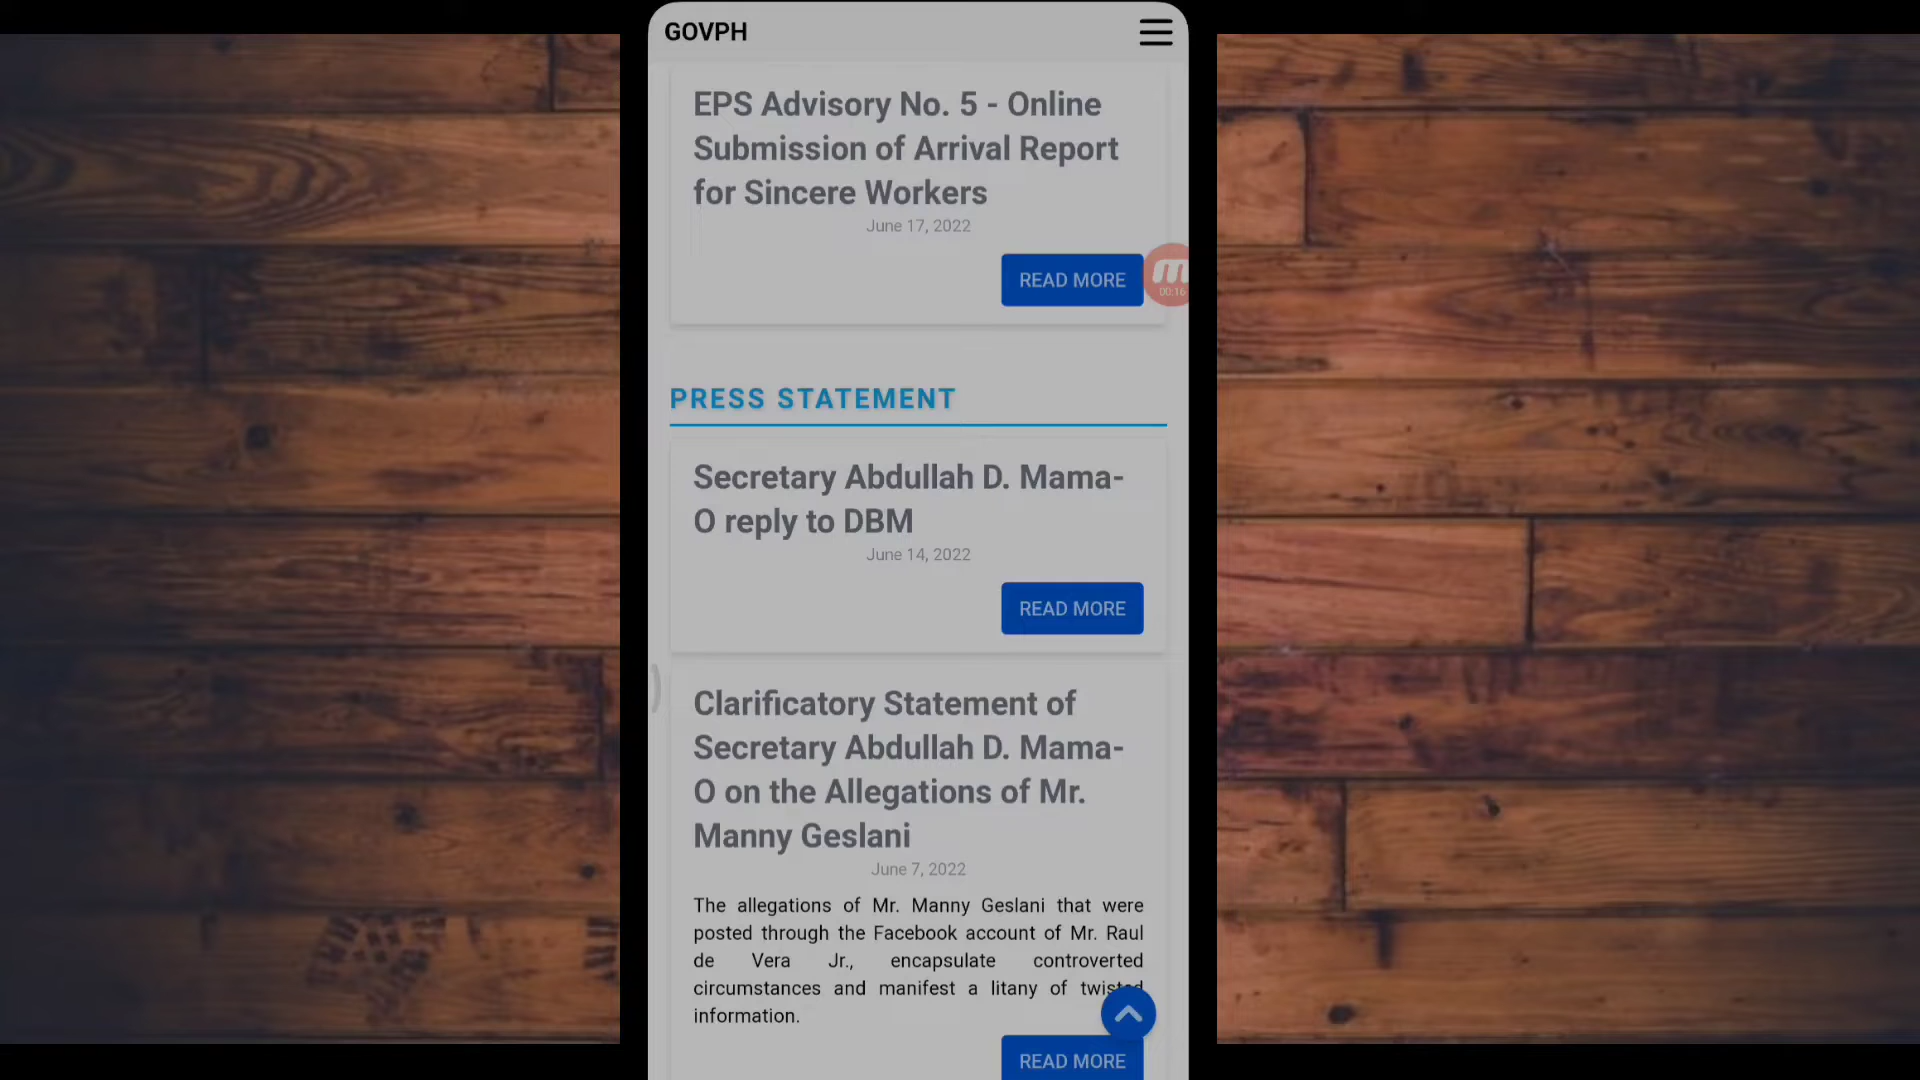 GOVPH
EPS Advisory No. 5 - Online
Submission of Arrival Report
for Sincere Workers
June 17, 2022
READ MORE
00:16
PRESS STATEMENT
Secretary Abdullah D. Mama-
O reply to DBM
June 14, 2022
READ MORE
Clarificatory Statement of
Secretary Abdullah D. Mama-
O on the Allegations of Mr.
Manny Geslani
June 7, 2022
The allegations of Mr. Manny Geslani that were
posted through the Facebook account of Mr. Raul
de Vera Jr., encapsulate controverted
circumstances and manifest a litany of twisted
information.
READ MORE